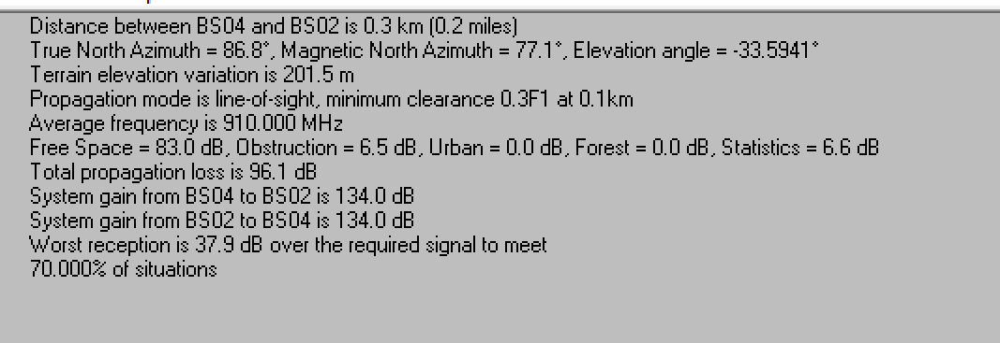 Distance between BS04 and BS02 is 0.3 km (0.2 miles)
True North Azimuth = 86.8°, Magnetic North Azimuth = 77.1°, Elevation angle = -33.5941°
Terrain elevation variation is 201.5 m
Propagation mode is line-of-sight, minimum clearance 0.3F1 at 0.1km
Average frequency is 910.000 MHz
Free Space = 83.0 dB, Obstruction = 6.5 dB, Urban = 0.0 dB, Forest = 0.0 dB, Statistics = 6.6 dB
Total propagation loss is 96.1 dB
System gain from BS04 to BS02 is 134.0 dB
System gain from BS02 to BS04 is 134.0 dB
Worst reception is 37.9 dB over the required signal to meet
70.000% of situations